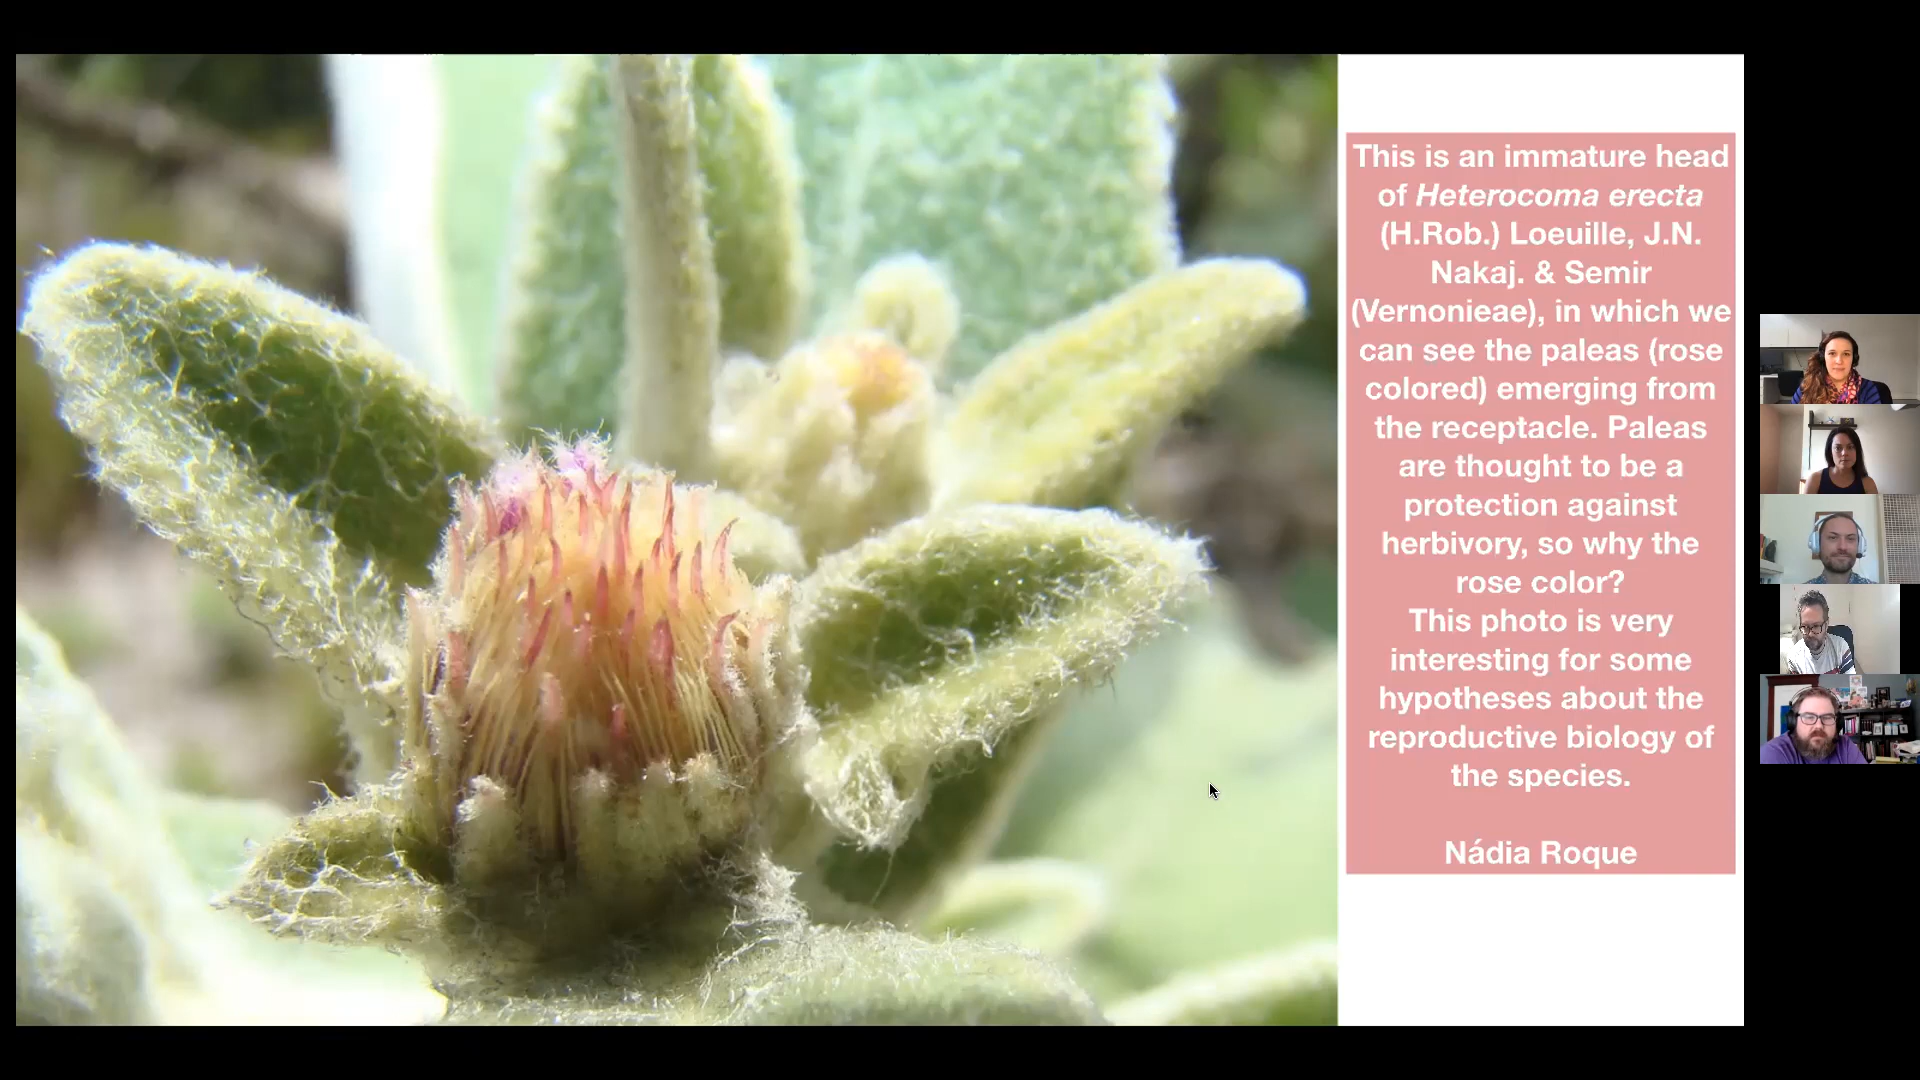 This is an immature head
of Heterocoma erecta
(H.Rob.) Loeuille, J.N.
Nakaj. & Semir
(Vernonieae), in which we
can see the paleas (rose
colored) emerging from
the receptacle. Paleas
are thought to be a
protection against
herbivory, so why the
rose color?
This photo is very
interesting for some
hypotheses about the
reproductive biology of
the species.
Nádia Roque